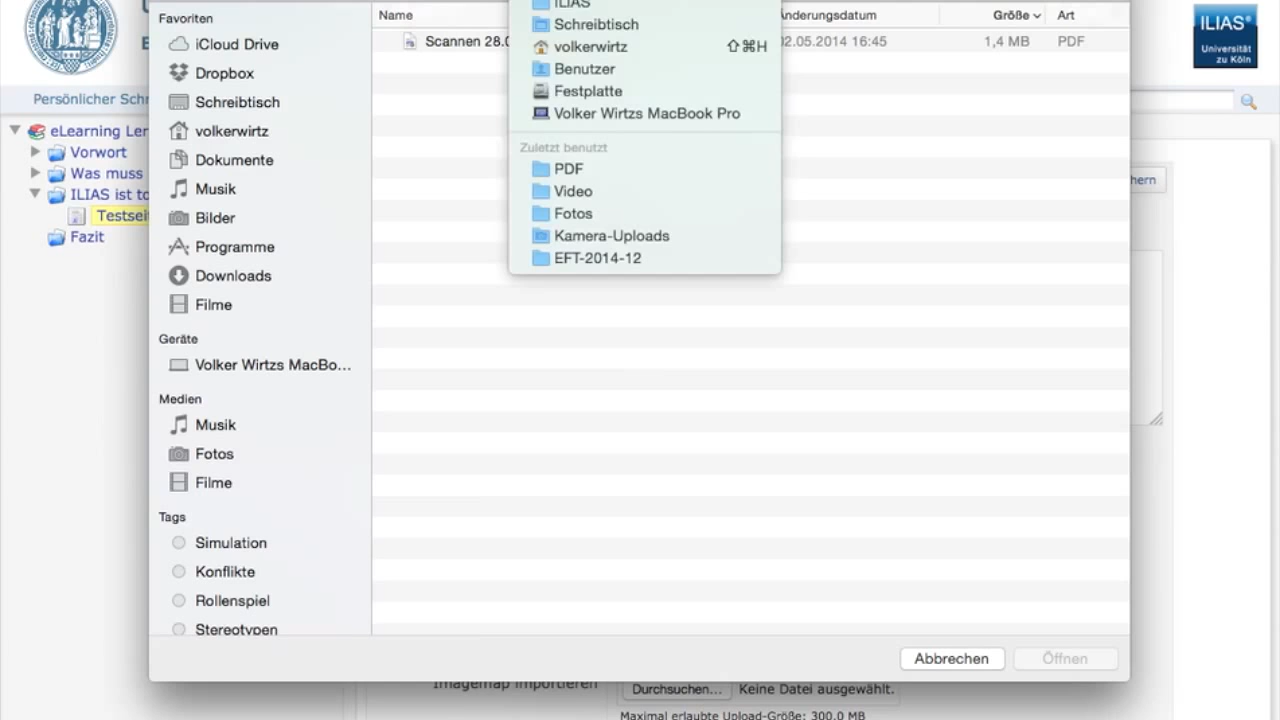 Favoriten
iCloud Drive
Dropbox
Schreibtisch
volkerwirtz
Dokumente
Musik
Bilder
Programme
Downloads
Filme
Geräte
Volker Wirtzs MacBo...
Medien
Musik
Fotos
Filme
Tags
Simulation
Konflikte
Rollenspiel
Stereotypen
Name
Änderungsdatum
Größe
Art
Scannen 28.0
02.05.2014 16:45
1,4 MB
PDF
ILIAS
Schreibtisch
volkerwirtz ⇧⌘H
Benutzer
Festplatte
Volker Wirtzs MacBook Pro
Zuletzt benutzt
PDF
Video
Fotos
Kamera-Uploads
EFT-2014-12
Abbrechen
Öffnen
Persönlicher Schr
eLearning Ler
Vorwort
Was muss
ILIAS ist to
Testseit
Fazit
ILIAS®
Universität
zu Köln
hern
Imagemap importieren
Durchsuchen...
Keine Datei ausgewählt.
Maximal erlaubte Upload-Größe: 300.0 MB